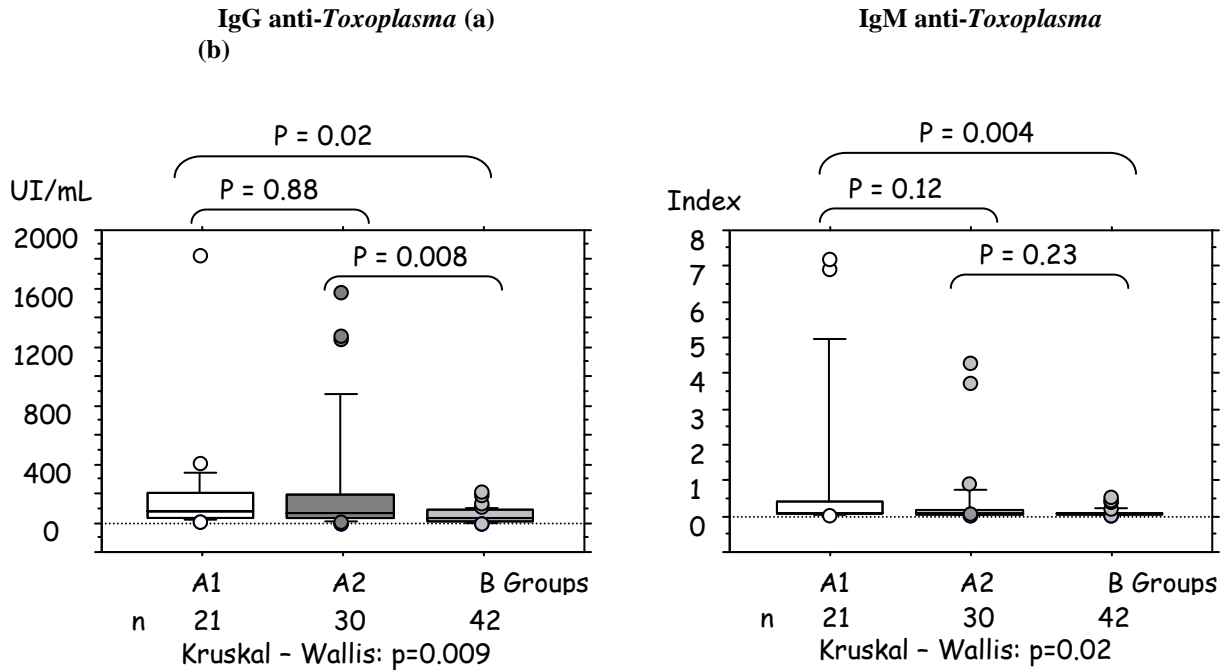 IgG anti-Toxoplasma (a)
(b)
IgM anti-Toxoplasma
P = 0.02
P = 0.88
UI/mL
P = 0.008
2000
1600
1200
800
400
0
A1 A2 B Groups
n 21 30 42
Kruskal – Wallis: p=0.009
P = 0.004
P = 0.12
Index
P = 0.23
8
7
6
5
4
3
2
1
0
A1 A2 B Groups
n 21 30 42
Kruskal – Wallis: p=0.02